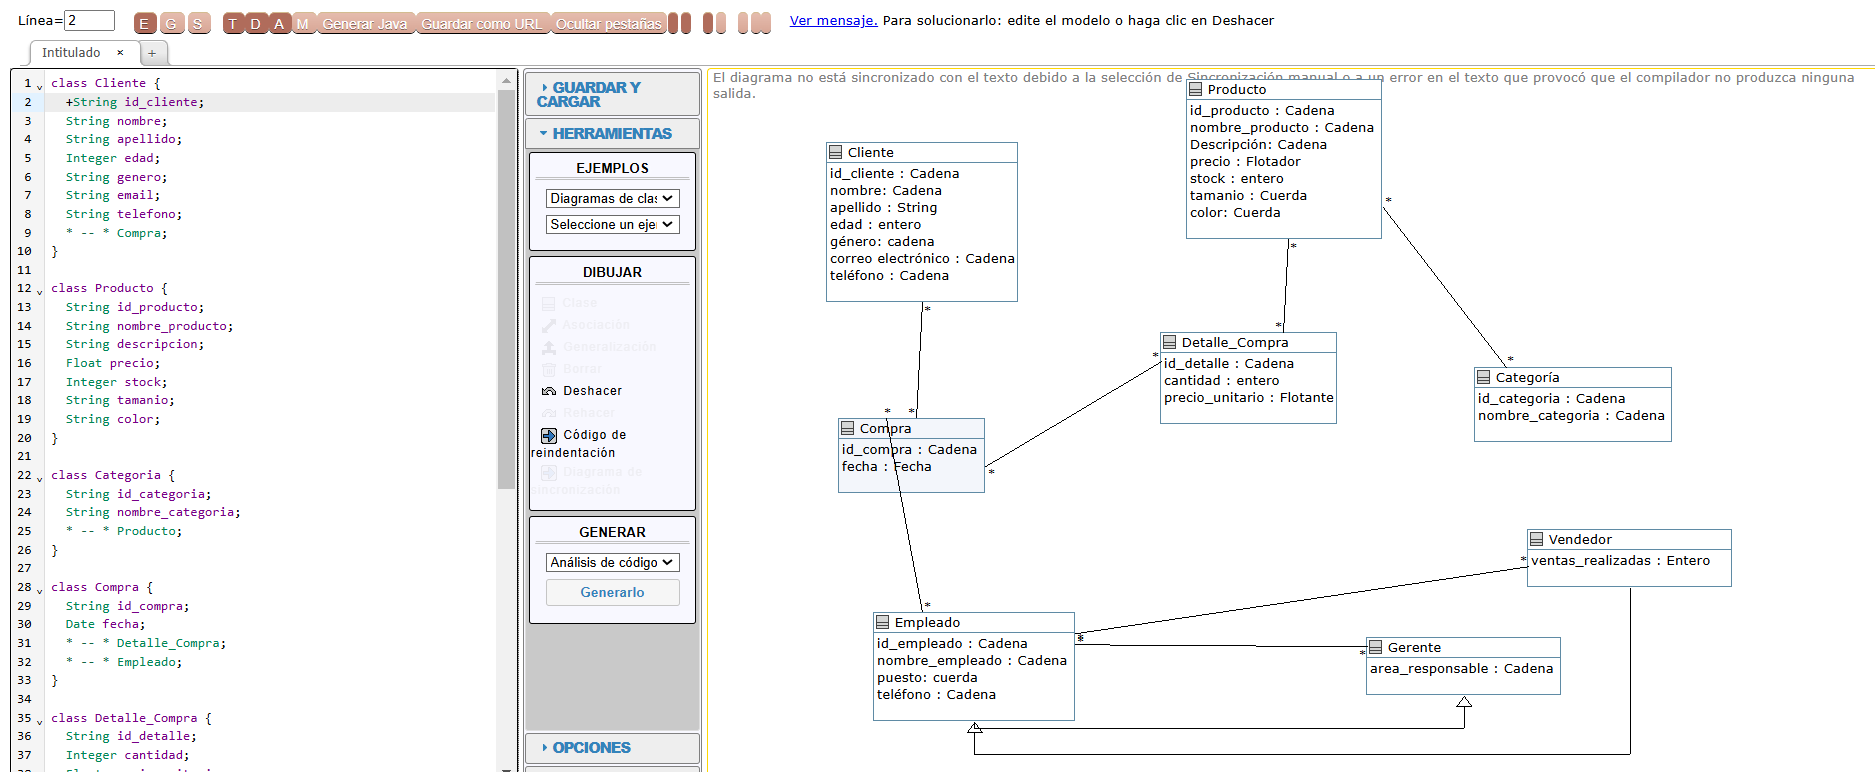 Línea= 2
E G S T D A M Generar Java Guardar como URL Ocultar pestañas
Ver mensaje. Para solucionarlo: edite el modelo o haga clic en Deshacer
Intitulado × +
1 class Cliente {
2 +String id_cliente;
3 String nombre;
4 String apellido;
5 Integer edad;
6 String genero;
7 String email;
8 String telefono;
9 * -- * Compra;
10 }
11
12 class Producto {
13 String id_producto;
14 String nombre_producto;
15 String descripcion;
16 Float precio;
17 Integer stock;
18 String tamanio;
19 String color;
20 }
21
22 class Categoria {
23 String id_categoria;
24 String nombre_categoria;
25 * -- * Producto;
26 }
27
28 class Compra {
29 String id_compra;
30 Date fecha;
31 * -- * Detalle_Compra;
32 * -- * Empleado;
33 }
34
35 class Detalle_Compra {
36 String id_detalle;
37 Integer cantidad;
GUARDAR Y
CARGAR
HERRAMIENTAS
EJEMPLOS
Diagramas de clas
Seleccione un eje
DIBUJAR
Clase
Asociación
Generalización
Borrar
Deshacer
Rehacer
Código de
reindentación
Diagrama de
sincronización
GENERAR
Análisis de código
Generarlo
OPCIONES
El diagrama no está sincronizado con el texto debido a la selección de Sincronización manual o a un error en el texto que provocó que el compilador no produzca ninguna
salida.
Producto
id_producto : Cadena
nombre_producto : Cadena
Descripción: Cadena
precio : Flotador
stock : entero
tamanio : Cuerda
color: Cuerda
*
*
Cliente
id_cliente : Cadena
nombre: Cadena
apellido : String
edad : entero
género: cadena
correo electrónico : Cadena
teléfono : Cadena
*
*
Detalle_Compra
id_detalle : Cadena
cantidad : entero
precio_unitario : Flotante
*
*
Categoría
id_categoria : Cadena
nombre_categoria : Cadena
* *
Compra
id_compra : Cadena
fecha : Fecha
*
Vendedor
ventas_realizadas : Entero
*
*
Empleado
id_empleado : Cadena
nombre_empleado : Cadena
puesto: cuerda
teléfono : Cadena
*
*
Gerente
area_responsable : Cadena